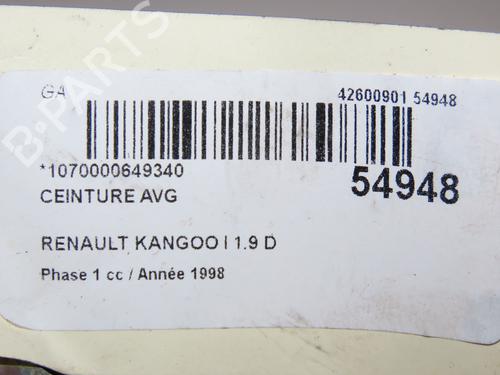 GA 42600901 54948
*1070000649340
54948
CEINTURE AVG
RENAULT KANGOO I 1.9 D
Phase 1 cc / Année 1998
B-PARTS